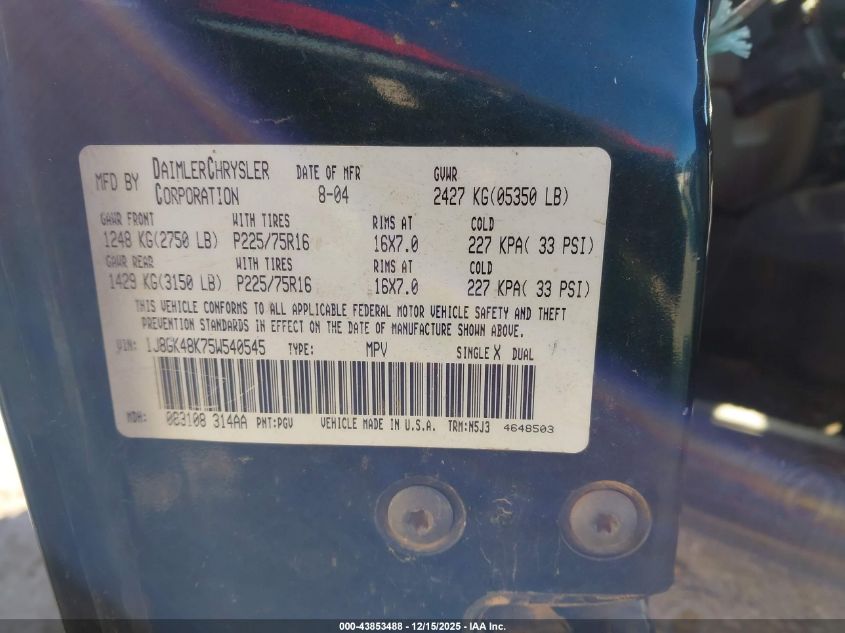 MFD BY DAIMLERCHRYSLER CORPORATION DATE OF MFR 8-04 GVWR 2427 KG(05350 LB)
GAWR FRONT WITH TIRES RIMS AT COLD
1248 KG(2750 LB) P225/75R16 16X7.0 227 KPA( 33 PSI)
GAWR REAR WITH TIRES RIMS AT COLD
1429 KG(3150 LB) P225/75R16 16X7.0 227 KPA( 33 PSI)
THIS VEHICLE CONFORMS TO ALL APPLICABLE FEDERAL MOTOR VEHICLE SAFETY AND THEFT
PREVENTION STANDARDS IN EFFECT ON THE DATE OF MANUFACTURE SHOWN ABOVE.
VIN: 1J8GK48K75W540545 TYPE: MPV SINGLE X DUAL
MDH: 083108 314AA PNT:PGV VEHICLE MADE IN U.S.A. TRM:N5J3 4648503
000-43853488 - 12/15/2025 - IAA Inc.